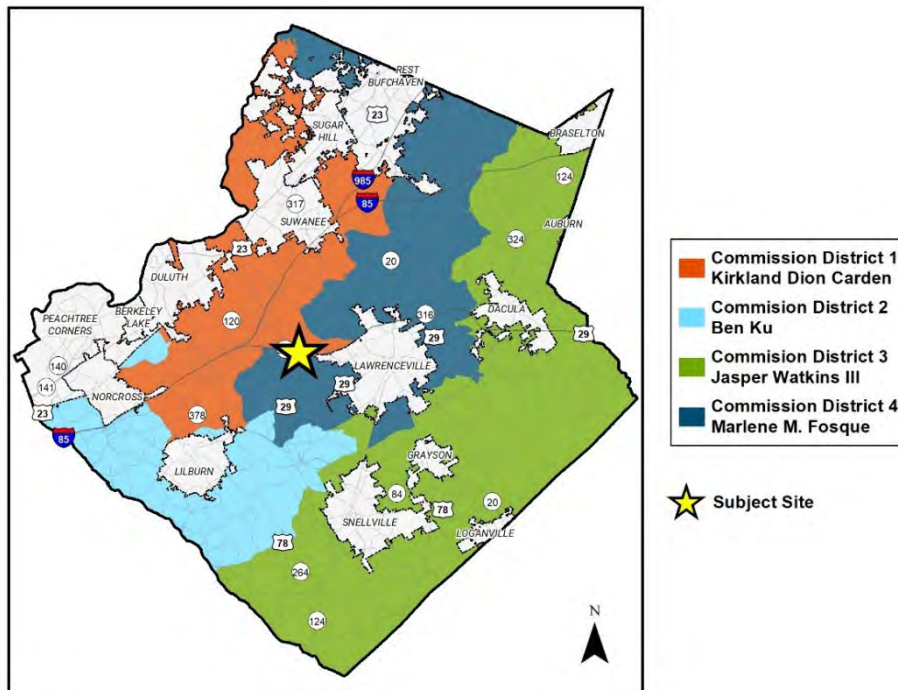 REST
BUFCHAVEN
23
SUGAR
HILL
BRASELTON
985
124
85
317
SUWANEE
AUBURN
324
23
20
DULUTH
PEACHTREE
CORNERS
BERKELEY
LAKE
DACULA
316
120
29
29
140
LAWRENCEVILLE
141
NORCROSS
29
23
29
378
85
LILBURN
GRAYSON
84
20
78
SNELLVILLE
LOGANVILLE
78
264
124
N
Commission District 1
Kirkland Dion Carden
Commision District 2
Ben Ku
Commision District 3
Jasper Watkins III
Commission District 4
Marlene M. Fosque
Subject Site